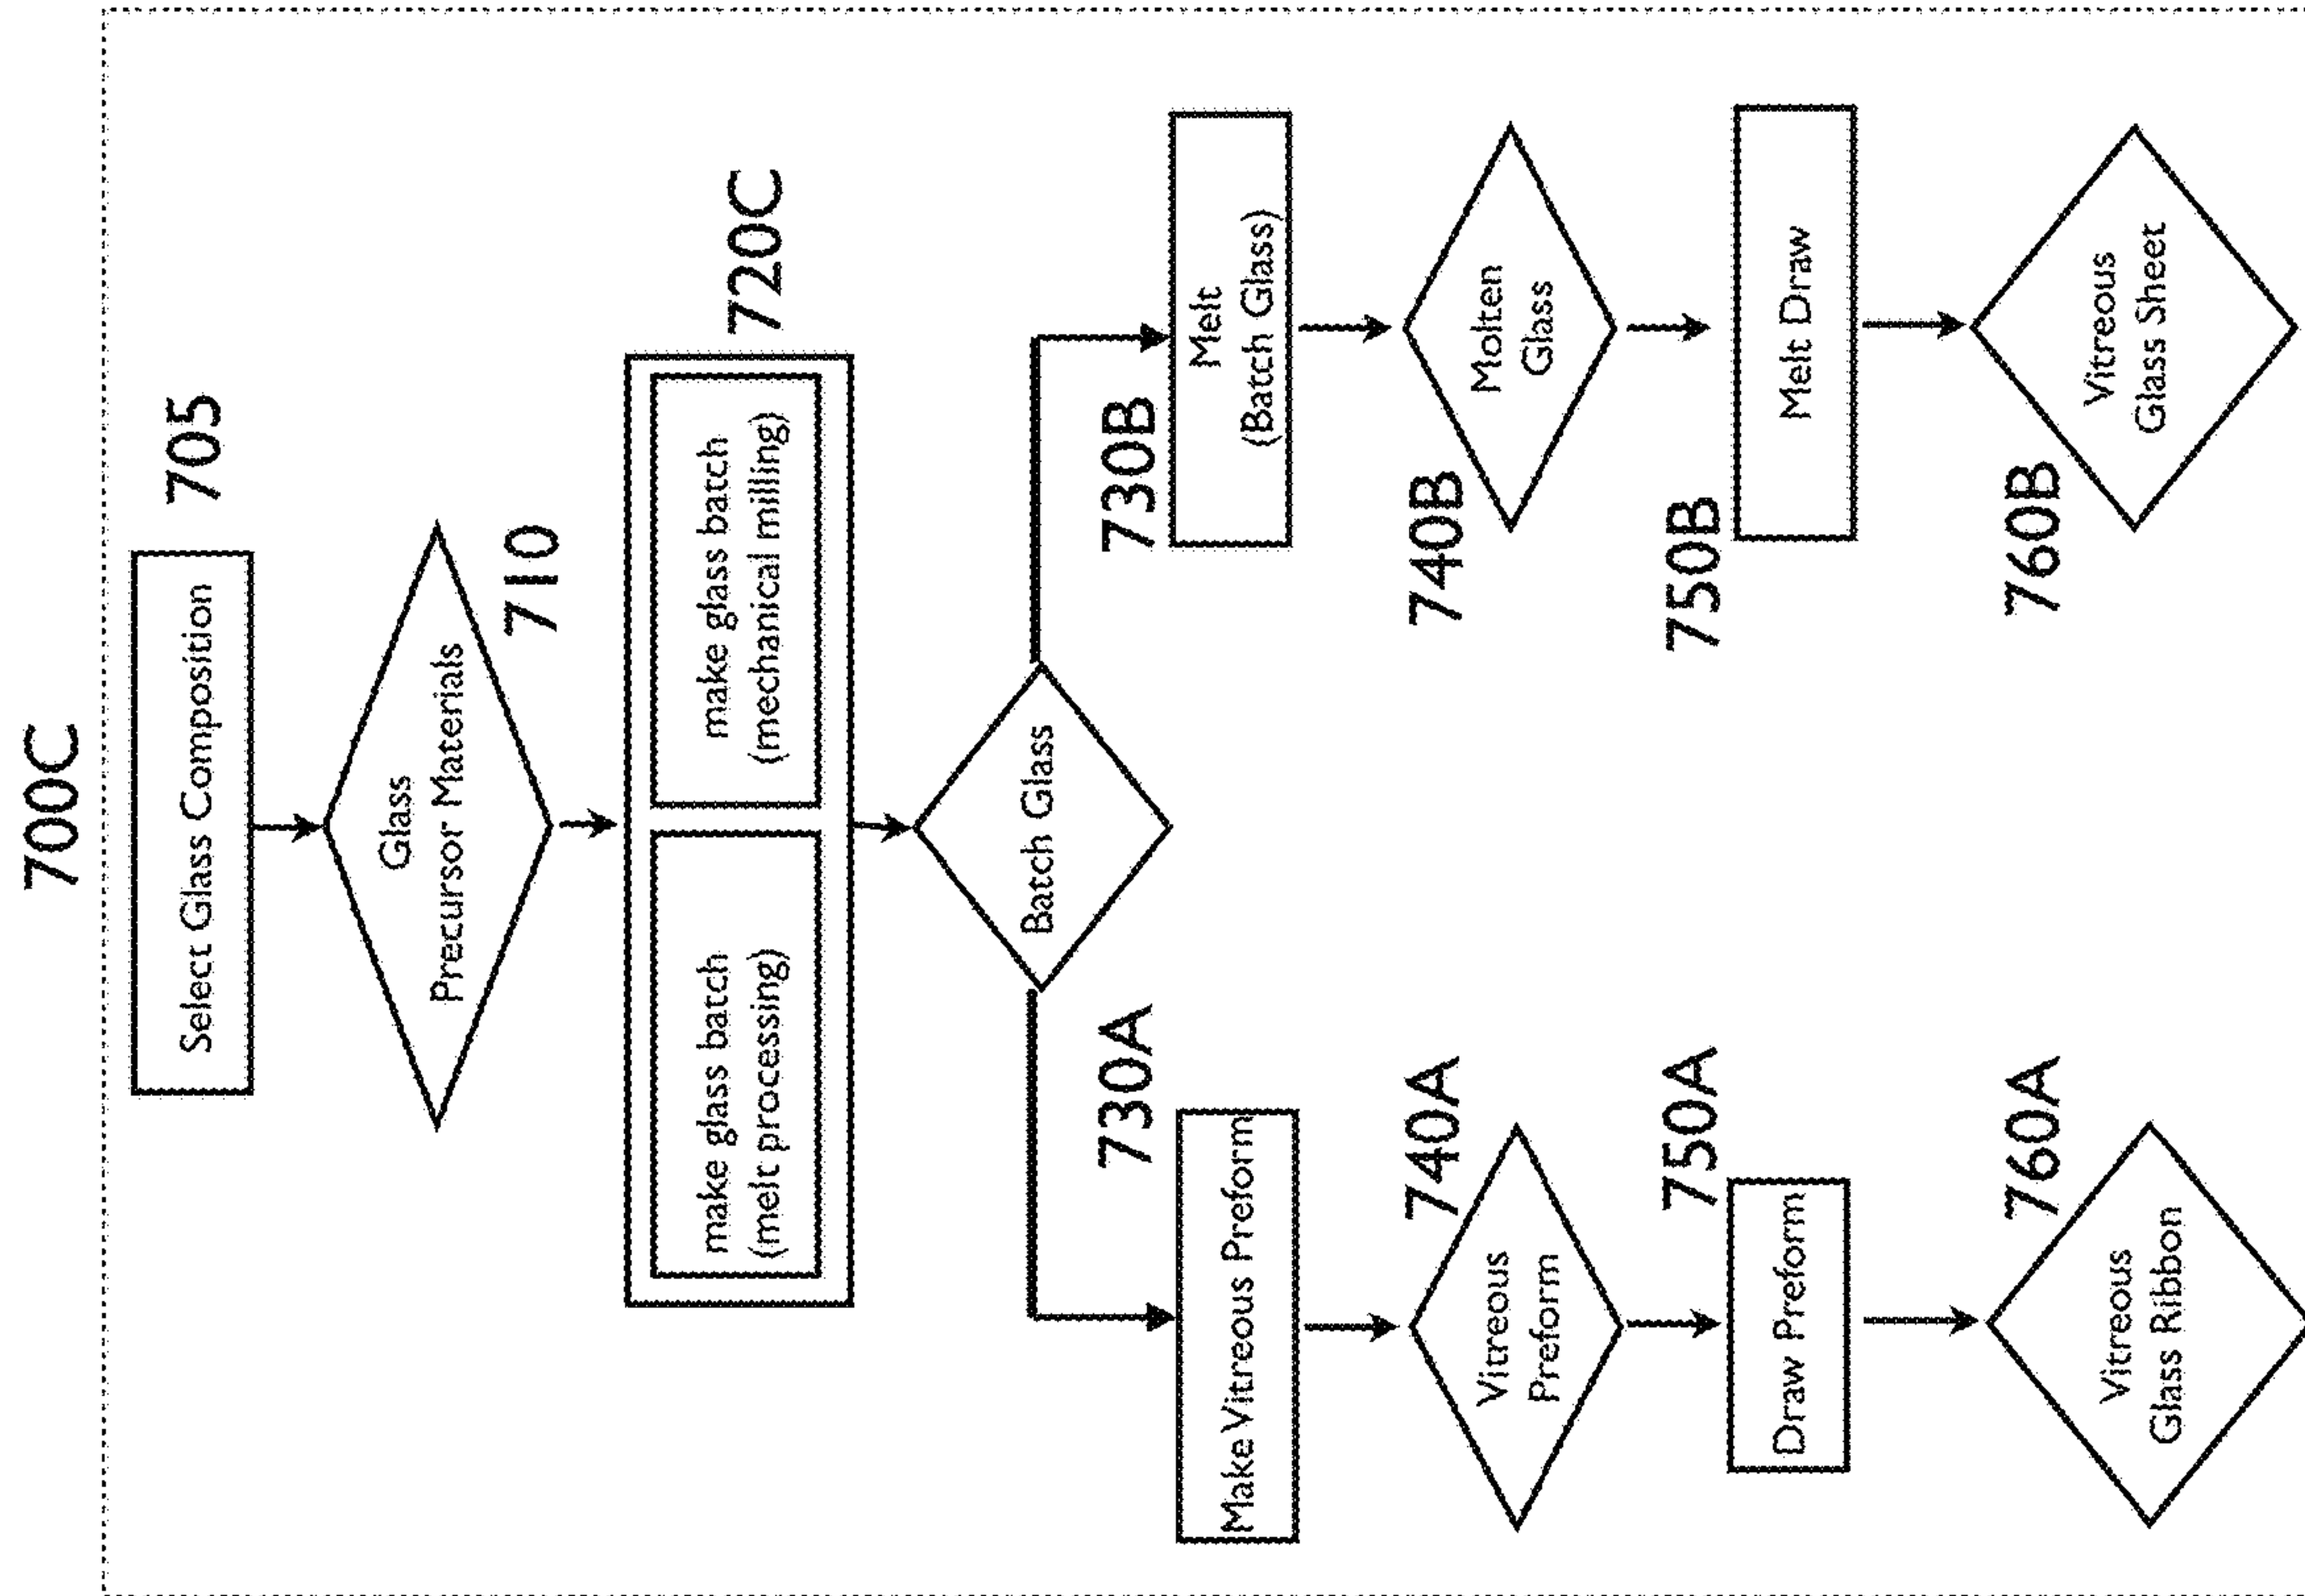 700C
705
Select Glass Composition
Glass
Precursor Materials
710
720C
make glass batch
(melt processing)
make glass batch
(mechanical milling)
Batch Glass
730A
Make Vitreous Preform
740A
Vitreous
Preform
750A
Draw Preform
760A
Vitreous
Glass Ribbon
730B
Melt
(Batch Glass)
740B
Molten
Glass
750B
Melt Draw
760B
Vitreous
Glass Sheet